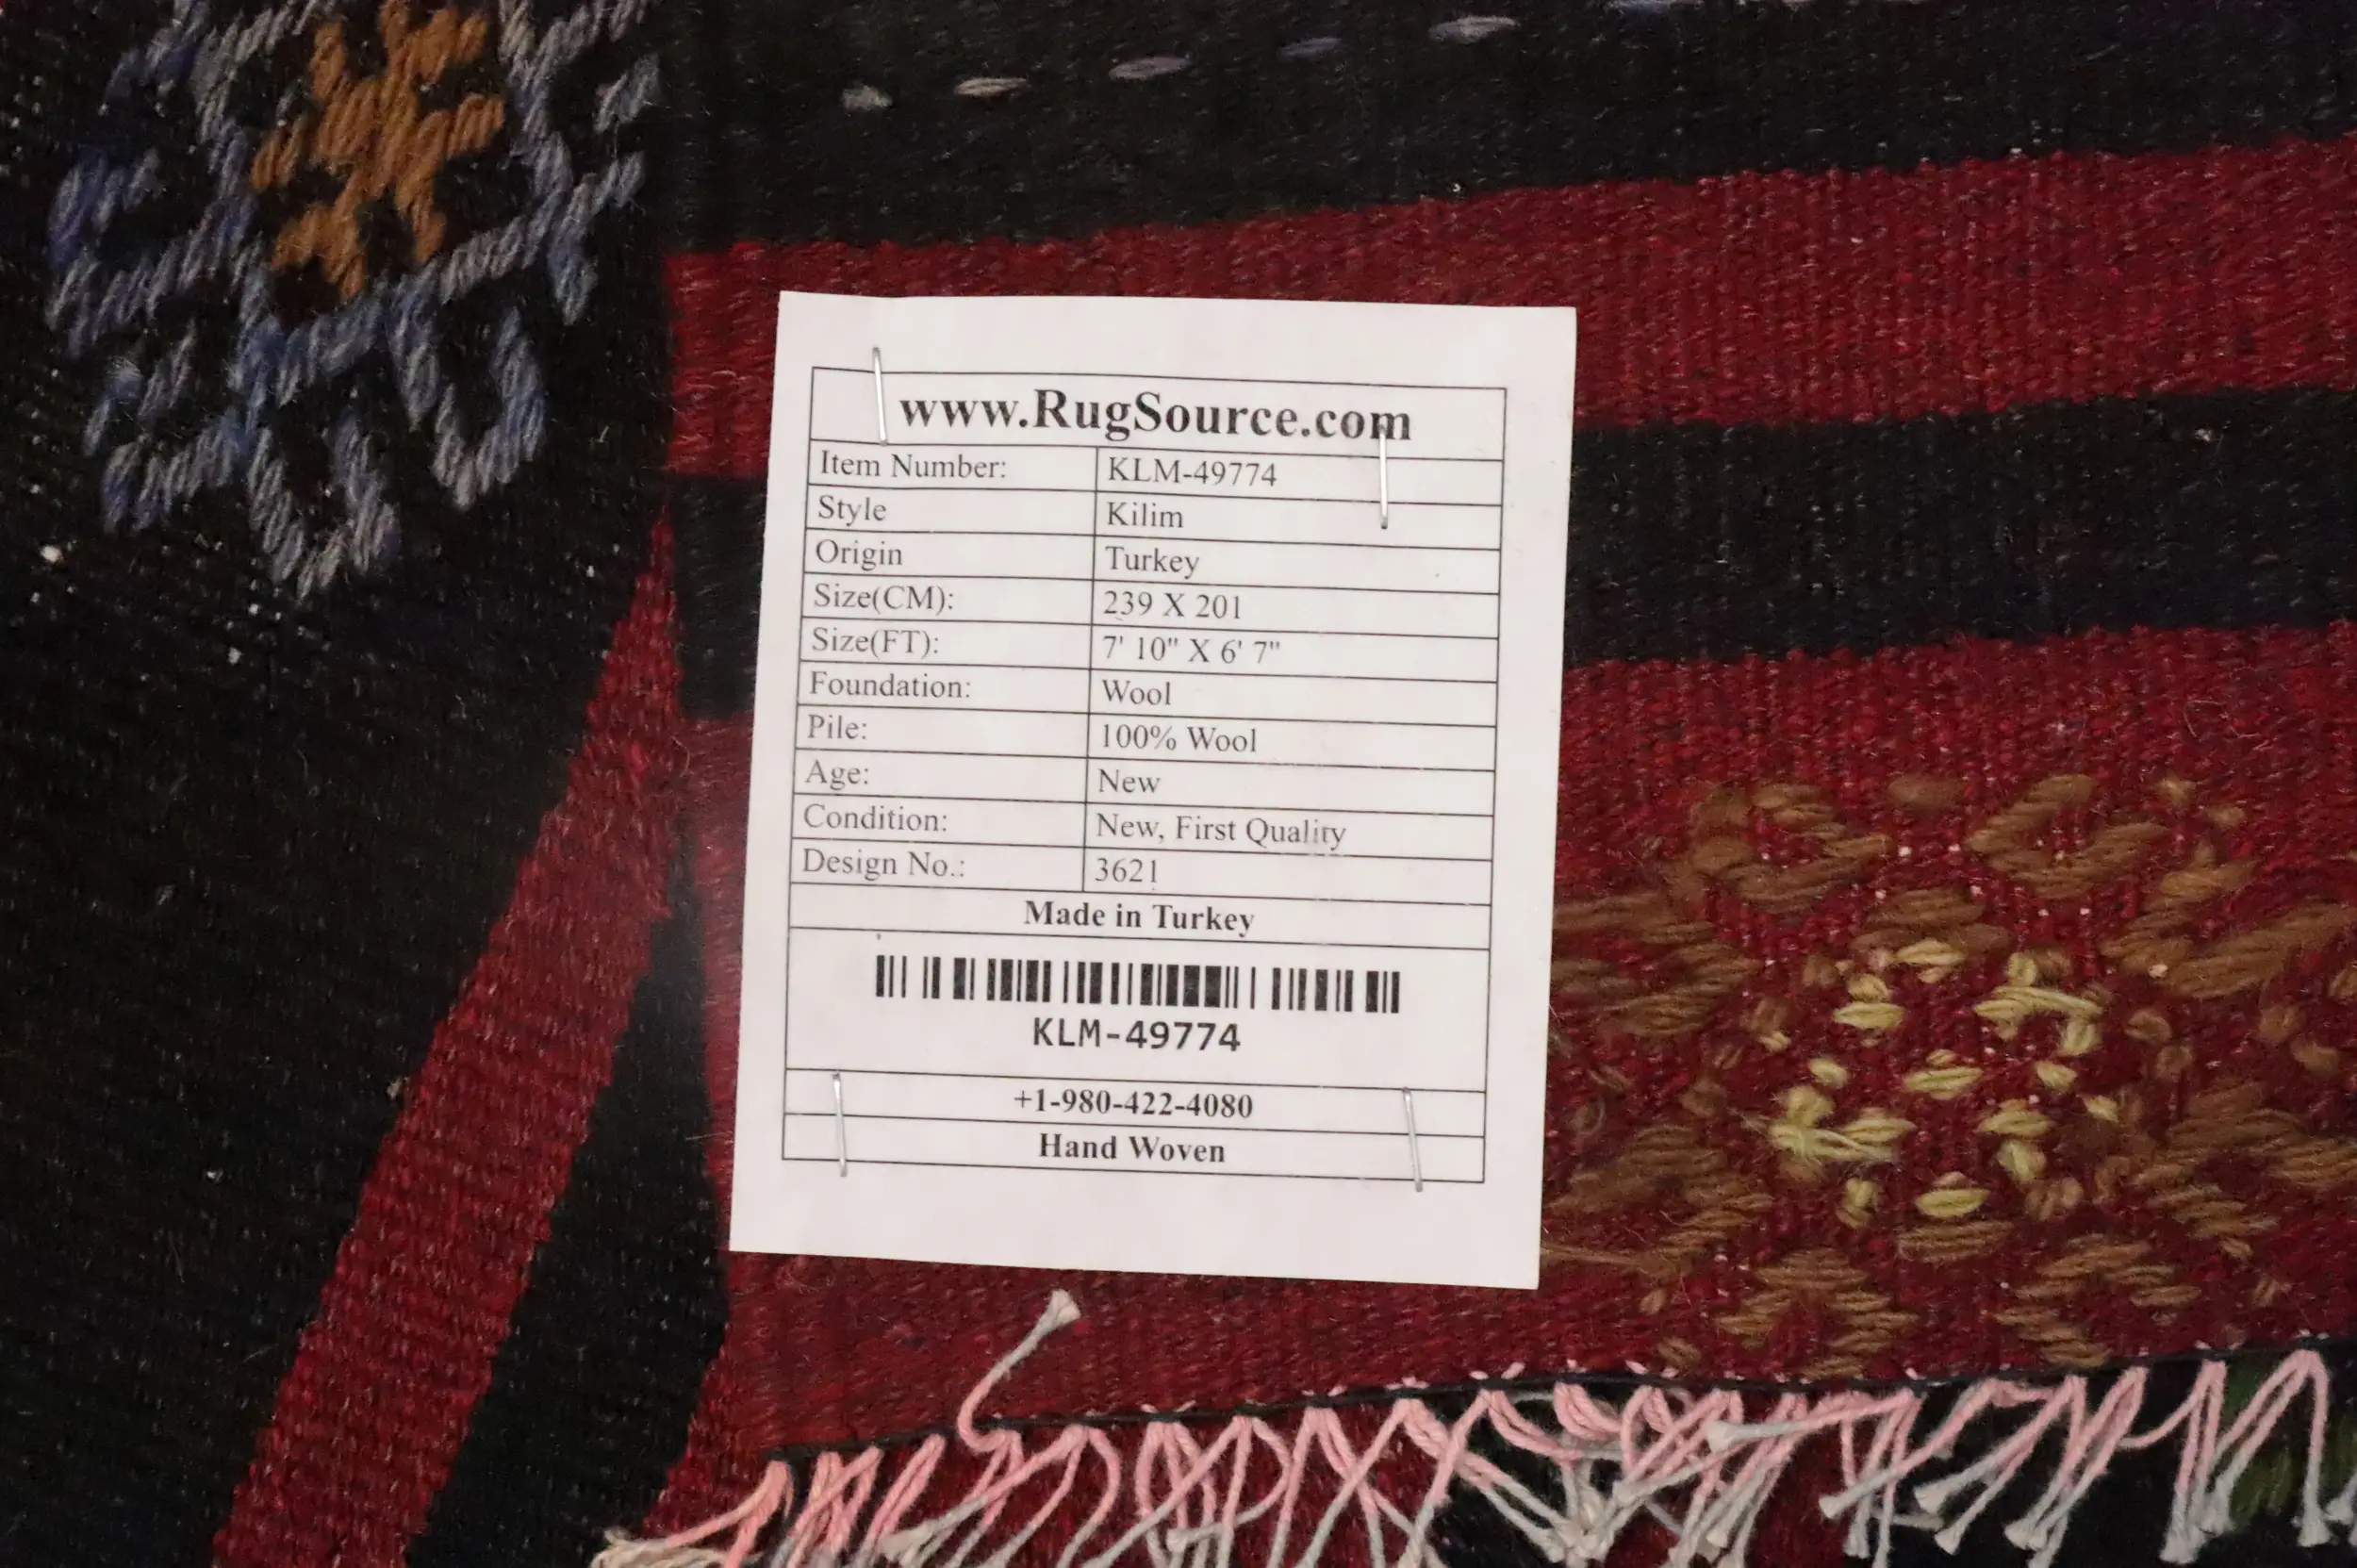 www.RugSource.com
Item Number: KLM-49774
Style Kilim
Origin Turkey
Size(CM): 239 X 201
Size(FT): 7' 10" X 6' 7"
Foundation: Wool
Pile: 100% Wool
Age: New
Condition: New, First Quality
Design No.: 3621
Made in Turkey
KLM-49774
+1-980-422-4080
Hand Woven